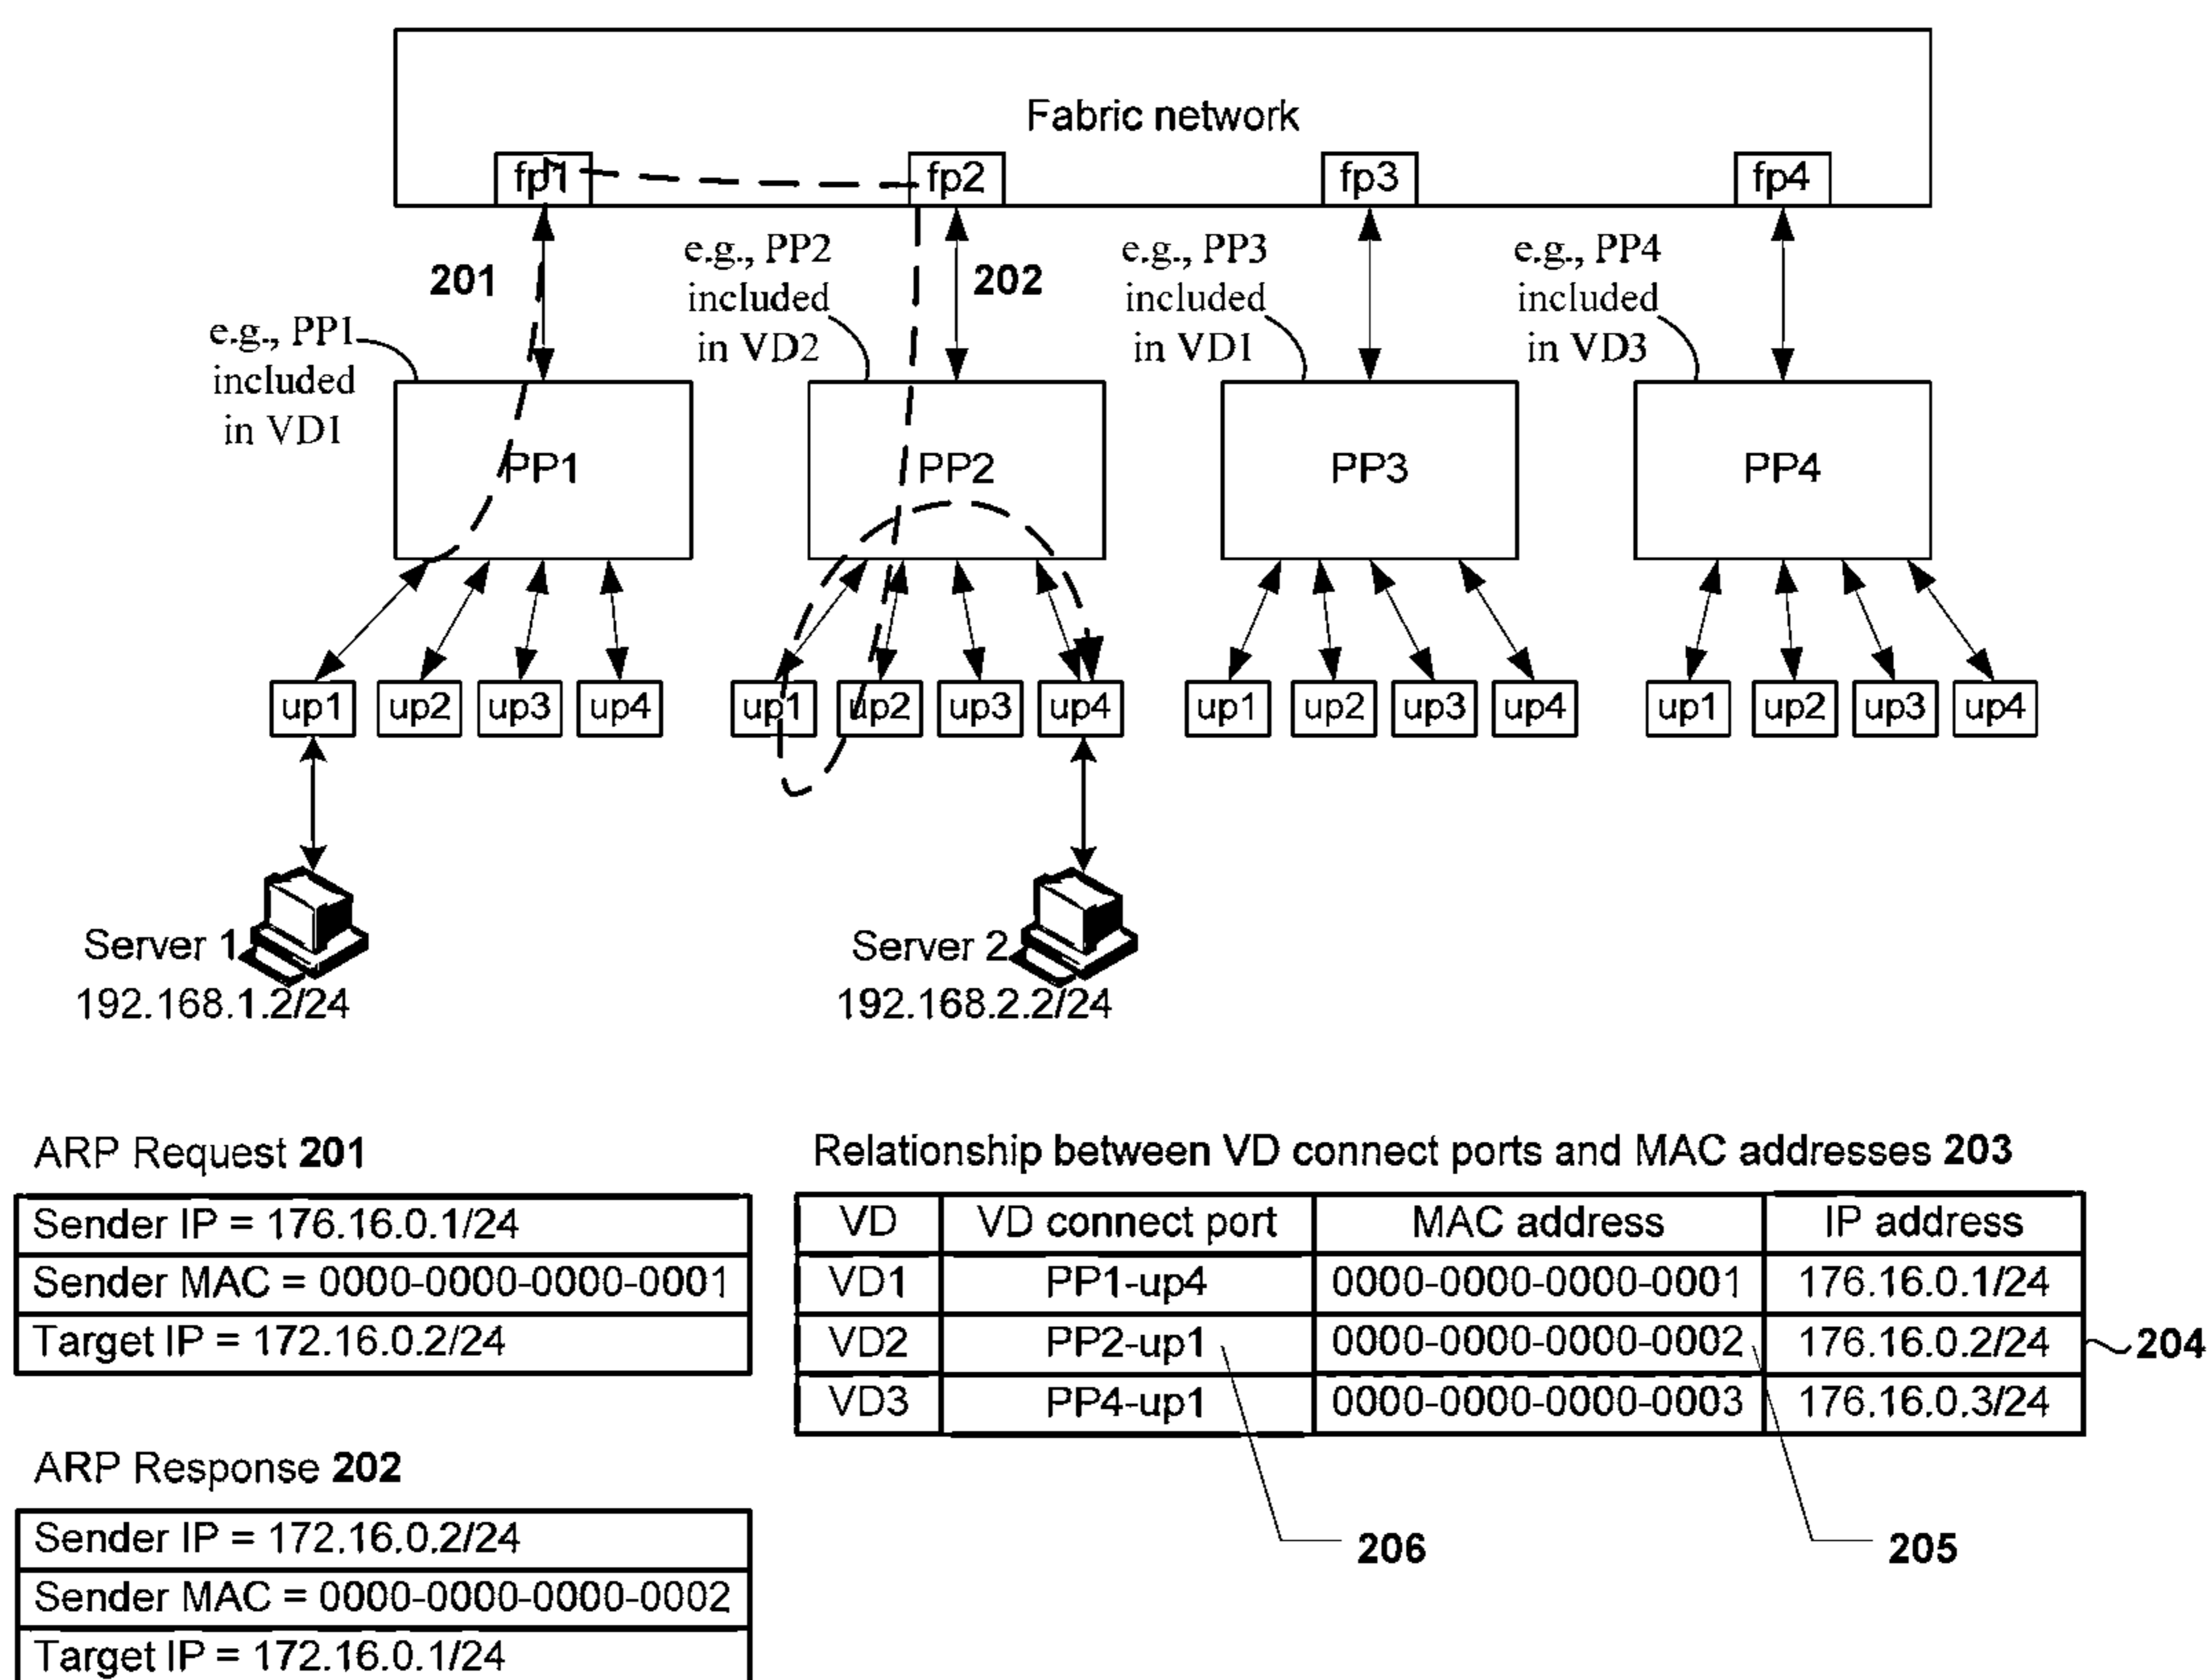 Fabric network
fp1
fp2
fp3
fp4
201
e.g., PP2
included
in VD2
202
e.g., PP3
included
in VD1
e.g., PP4
included
in VD3
e.g., PP1
included
in VD1
PP1
PP2
PP3
PP4
up1
up2
up3
up4
up1
up2
up3
up4
up1
up2
up3
up4
up1
up2
up3
up4
Server 1
192.168.1.2/24
Server 2
192.168.2.2/24
ARP Request 201
Sender IP = 176.16.0.1/24
Sender MAC = 0000-0000-0000-0001
Target IP = 172.16.0.2/24
Relationship between VD connect ports and MAC addresses 203
VD VD connect port MAC address IP address
VD1 PP1-up4 0000-0000-0000-0001 176.16.0.1/24
VD2 PP2-up1 0000-0000-0000-0002 176.16.0.2/24
204
VD3 PP4-up1 0000-0000-0000-0003 176.16.0.3/24
206
205
ARP Response 202
Sender IP = 172.16.0.2/24
Sender MAC = 0000-0000-0000-0002
Target IP = 172.16.0.1/24